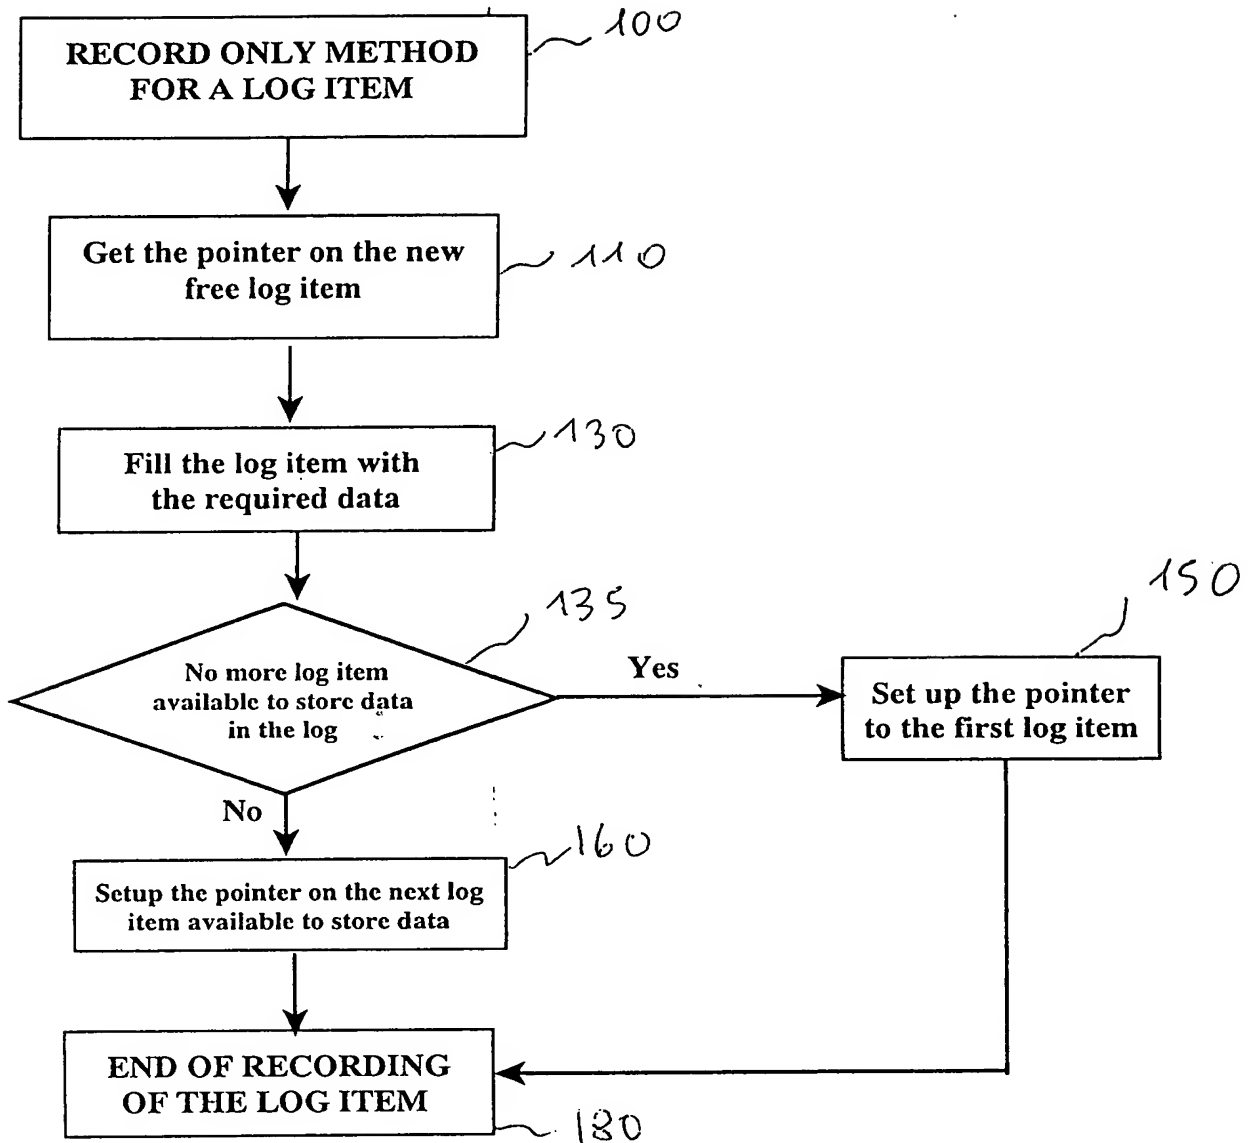 RECORD ONLY METHOD
FOR A LOG ITEM
100
Get the pointer on the new
free log item
110
Fill the log item with
the required data
130
No more log item
available to store data
in the log
135
Yes
Set up the pointer
to the first log item
150
No
Setup the pointer on the next log
item available to store data
160
END OF RECORDING
OF THE LOG ITEM
180